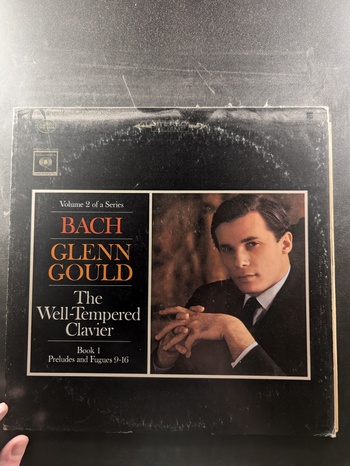 Volume 2 of a Series
BACH
GLENN
GOULD
The
Well-Tempered
Clavier
Book 1
Preludes and Fugues 9-16